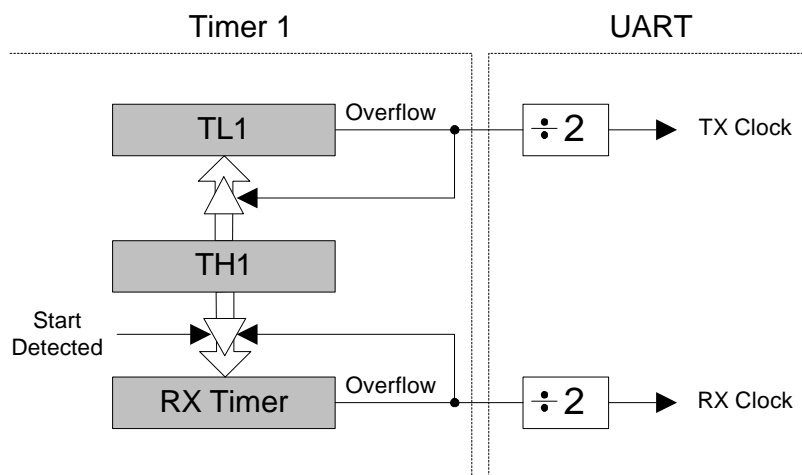 Timer 1
UART
TL1
Overflow
÷2
TX Clock
TH1
Start
Detected
RX Timer
Overflow
÷2
RX Clock